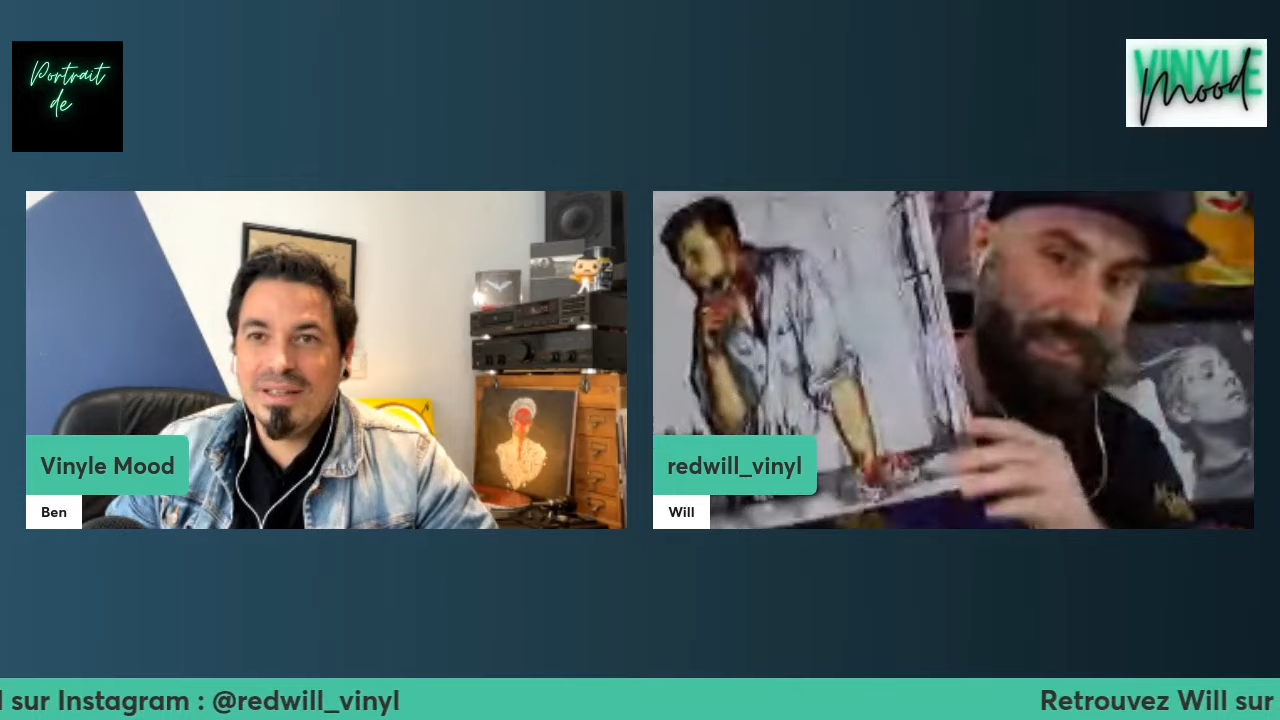 Portrait
de
VINYLE
Mood
Vinyle Mood
Ben
redwill_vinyl
Will
l sur Instagram : @redwill_vinyl
Retrouvez Will sur